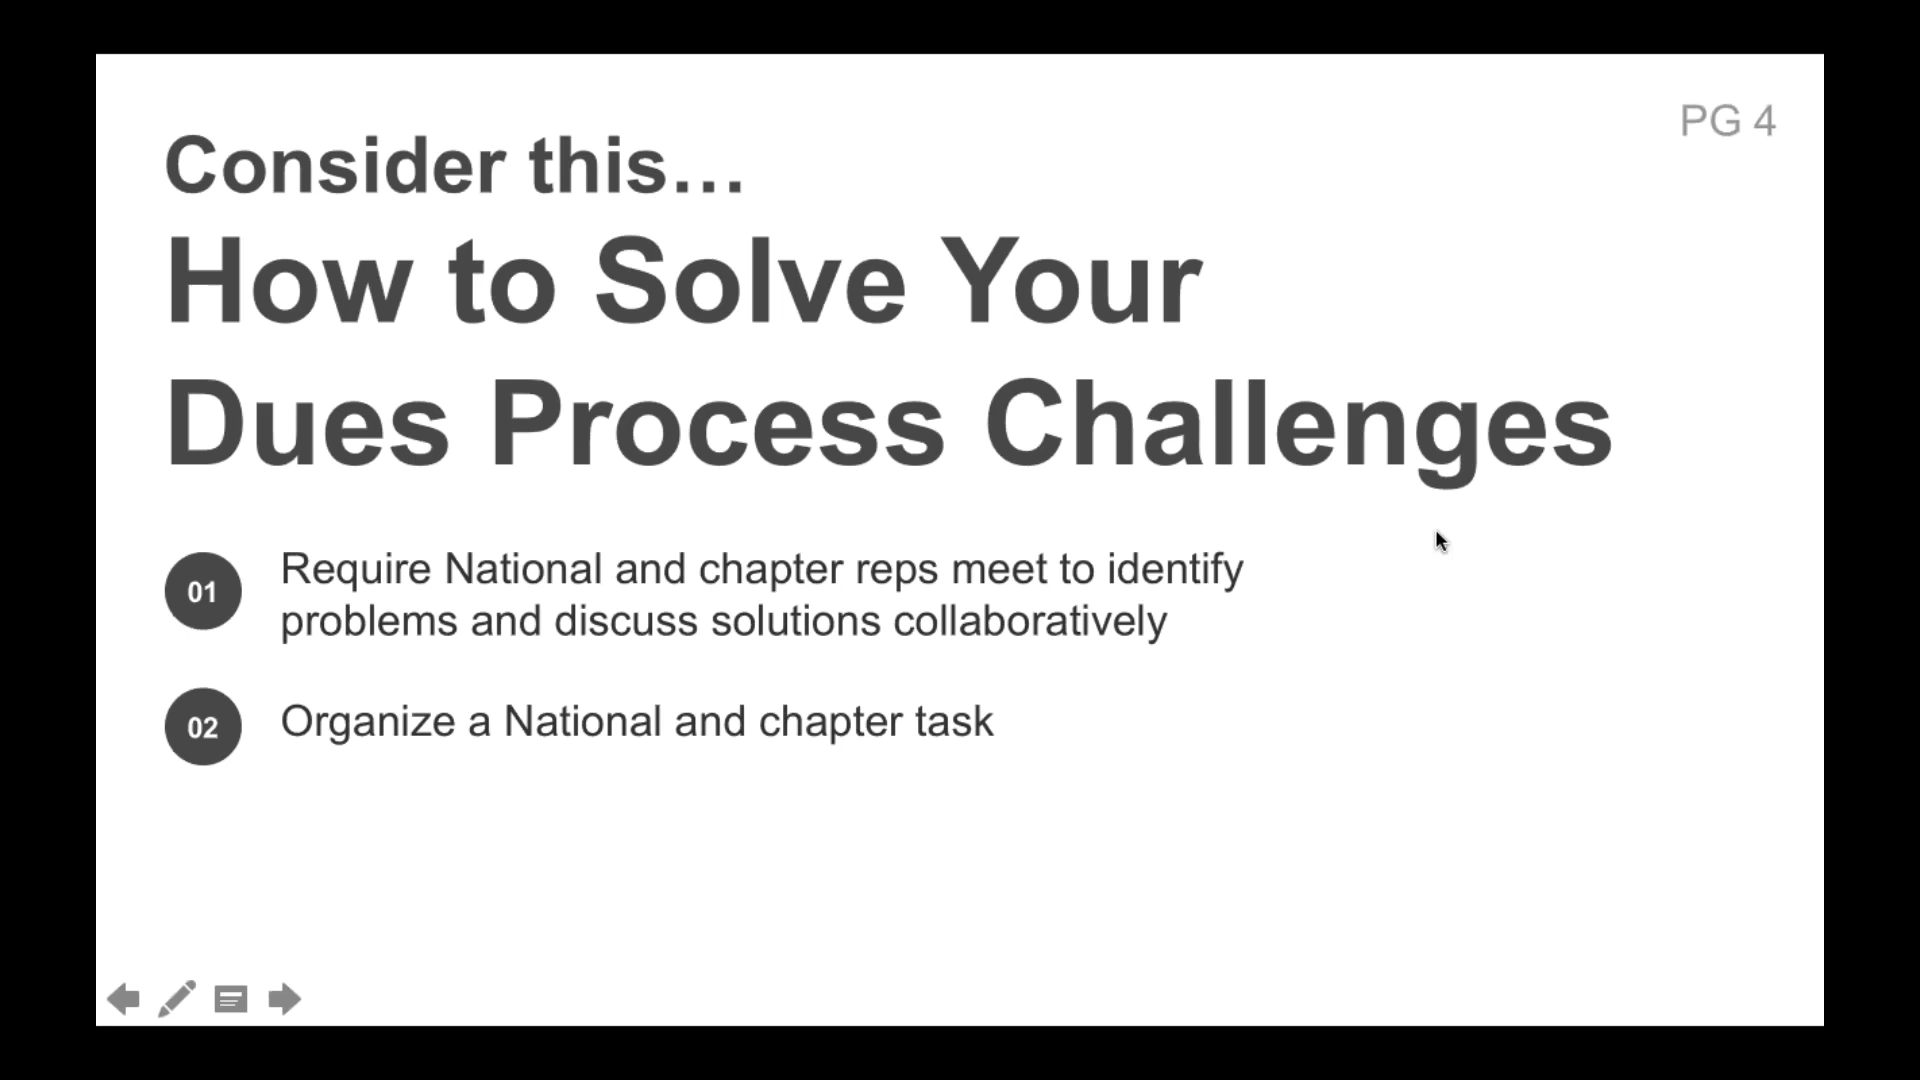 PG 4
Consider this…
How to Solve Your
Dues Process Challenges
01 Require National and chapter reps meet to identify
problems and discuss solutions collaboratively
02 Organize a National and chapter task